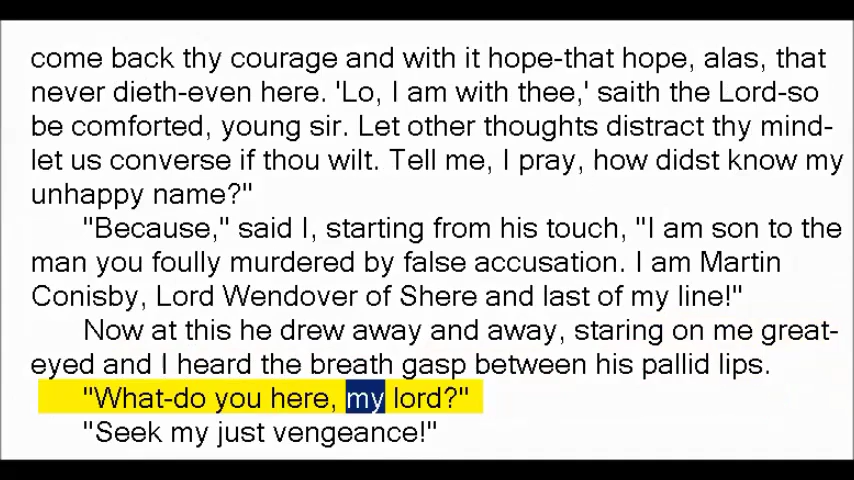 come back thy courage and with it hope-that hope, alas, that
never dieth-even here. 'Lo, I am with thee,' saith the Lord-so
be comforted, young sir. Let other thoughts distract thy mind-
let us converse if thou wilt. Tell me, I pray, how didst know my
unhappy name?"
"Because," said I, starting from his touch, "I am son to the
man you foully murdered by false accusation. I am Martin
Conisby, Lord Wendover of Shere and last of my line!"
Now at this he drew away and away, staring on me great-
eyed and I heard the breath gasp between his pallid lips.
"What-do you here, my lord?"
"Seek my just vengeance!"